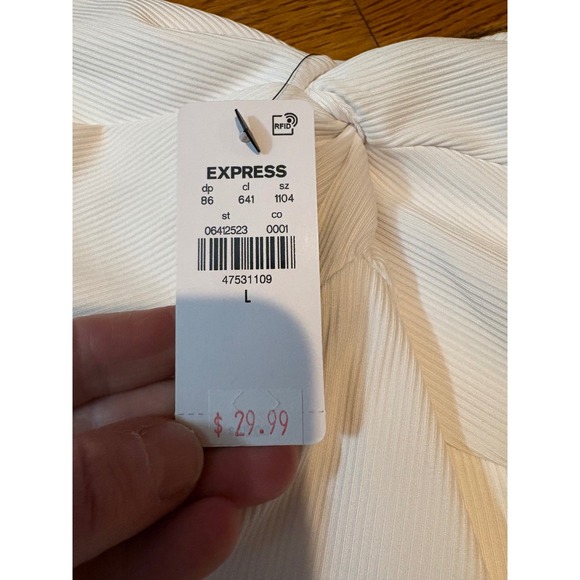 RFID
EXPRESS
dp cl sz
86 641 1104
st co
06412523 0001
47531109
L
$ 29.99